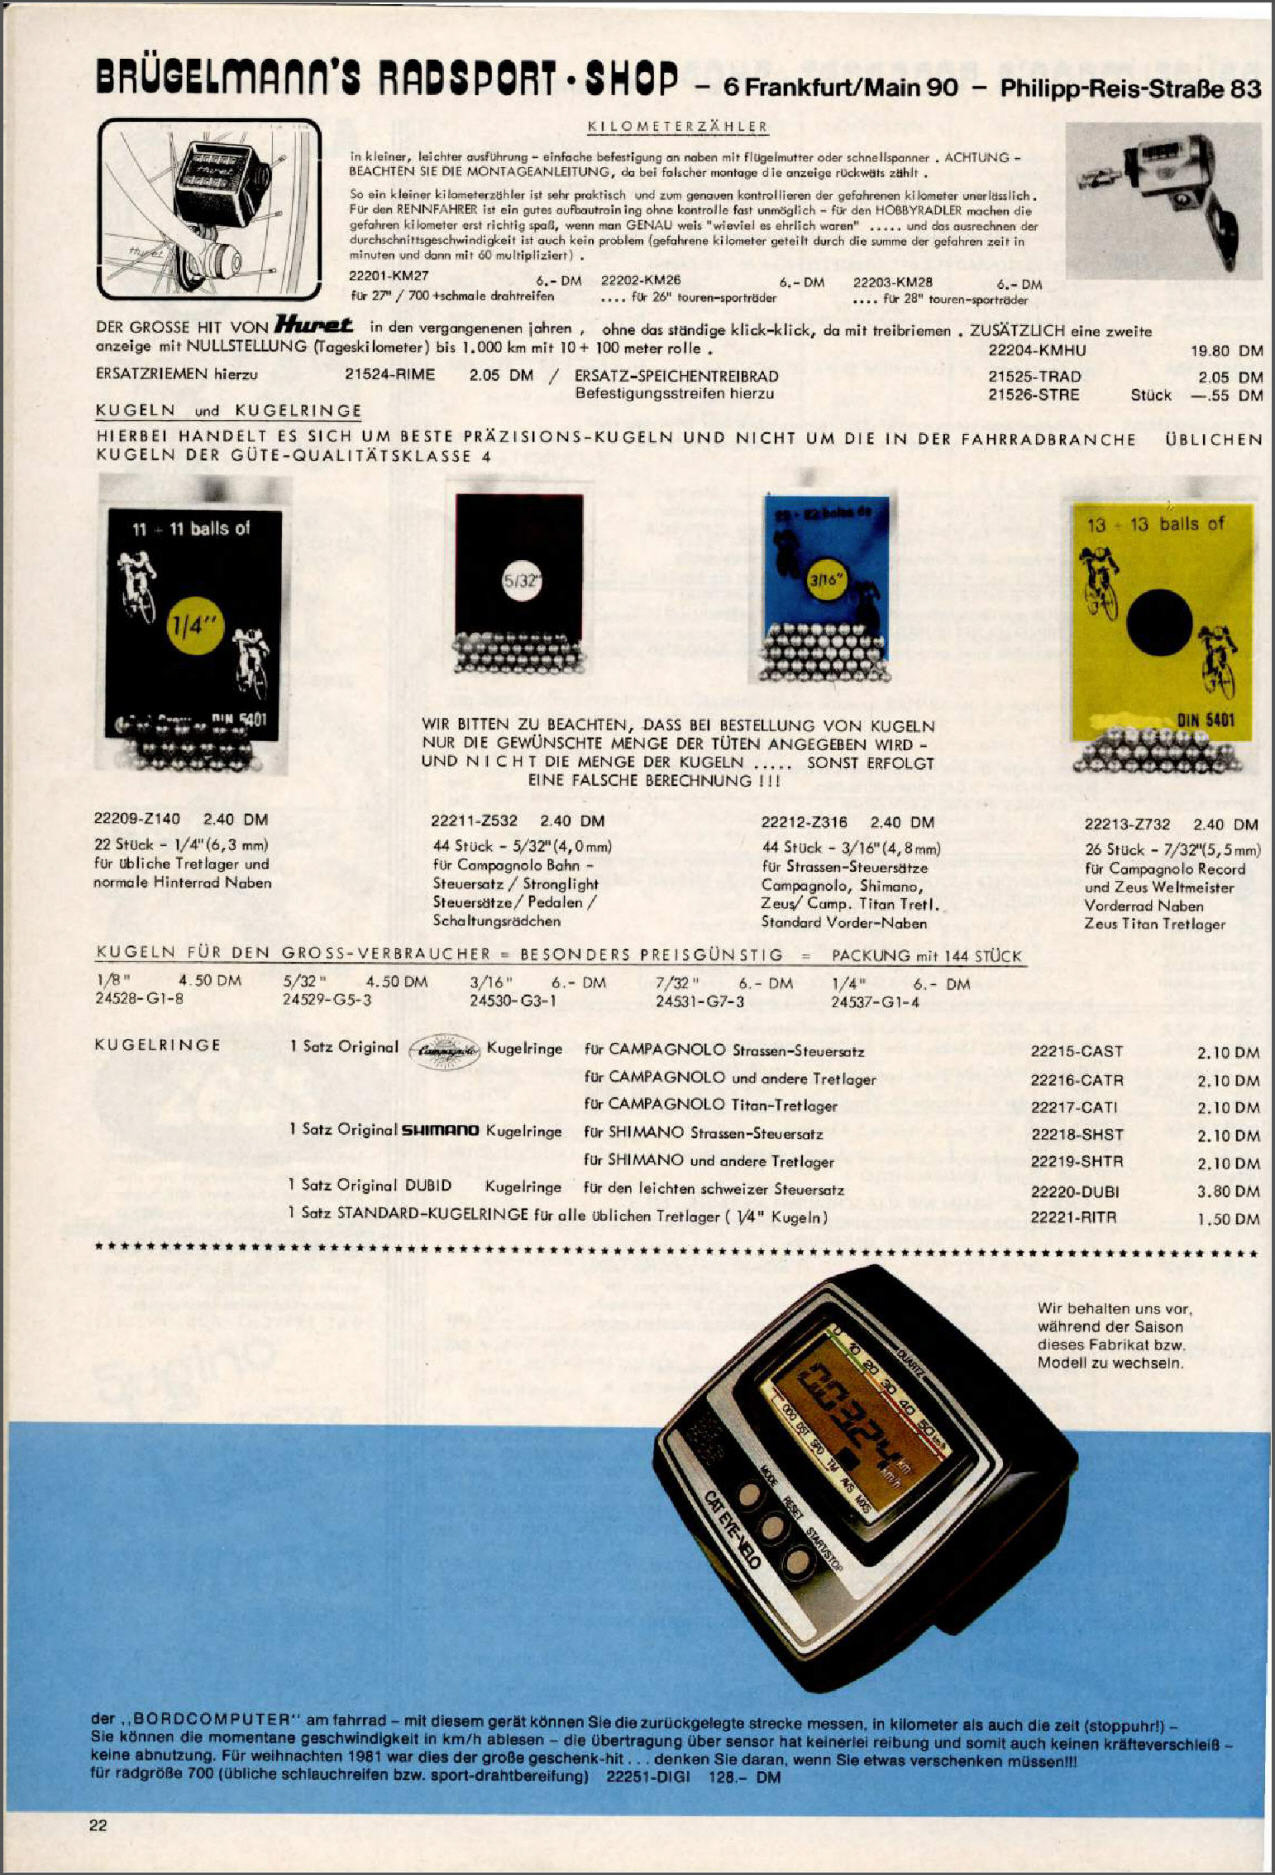 BRÜGELMANN'S RADSPORT · SHOP – 6 Frankfurt/Main 90 – Philipp-Reis-Straße 83
KILOMETERZÄHLER
in kleiner, leichter ausführung – einfache befestigung an naben mit flügelmutter oder schnellspanner . ACHTUNG –
BEACHTEN SIE DIE MONTAGEANLEITUNG, da bei falscher montage die anzeige rückwäts zählt .
So ein kleiner kilometerzähler ist sehr praktisch und zum genauen kontrollieren der gefahrenen kilometer unerlässlich.
Für den RENNFAHRER ist ein gutes aufbautraining ohne kontrolle fast unmöglich – für den HOBBYRADLER machen die
gefahren kilometer erst richtig spaß, wenn man GENAU weis "wieviel es ehrlich waren" ..... und das ausrechnen der
durchschnittsgeschwindigkeit ist auch kein problem (gefahrene kilometer geteilt durch die summe der gefahren zeit in
minuten und dann mit 60 multipliziert) .
22201-KM27 6.- DM 22202-KM26 6.- DM 22203-KM28 6.- DM
für 27" / 700 +schmale drahtreifen .... für 26" touren-sporträder .... für 28" touren-sporträder
huret
huret
DER GROSSE HIT VON Huret in den vergangenenen jahren , ohne das ständige klick-klick, da mit treibriemen . ZUSÄTZLICH eine zweite
anzeige mit NULLSTELLUNG (Tageskilometer) bis 1.000 km mit 10 + 100 meter rolle . 22204-KMHU 19.80 DM
ERSATZRIEMEN hierzu 21524-RIME 2.05 DM / ERSATZ-SPEICHENTREIBRAD 21525-TRAD 2.05 DM
Befestigungsstreifen hierzu 21526-STRE Stück —.55 DM
KUGELN und KUGELRINGE
HIERBEI HANDELT ES SICH UM BESTE PRÄZISIONS-KUGELN UND NICHT UM DIE IN DER FAHRRADBRANCHE ÜBLICHEN
KUGELN DER GÜTE-QUALITÄTSKLASSE 4
11 + 11 balls of
1/4"
DIN 5401
5/32"
22 + 22 bolas de
3/16"
13 + 13 balls of
DIN 5401
WIR BITTEN ZU BEACHTEN, DASS BEI BESTELLUNG VON KUGELN
NUR DIE GEWÜNSCHTE MENGE DER TÜTEN ANGEGEBEN WIRD –
UND N I C H T DIE MENGE DER KUGELN ..... SONST ERFOLGT
EINE FALSCHE BERECHNUNG !!!
22209-Z140 2.40 DM
22 Stück – 1/4"(6,3 mm)
für übliche Tretlager und
normale Hinterrad Naben
22211-Z532 2.40 DM
44 Stück – 5/32"(4,0mm)
für Campagnolo Bahn –
Steuersatz / Stronglight
Steuersätze/ Pedalen /
Schaltungsrädchen
22212-Z316 2.40 DM
44 Stück – 3/16"(4,8mm)
für Strassen-Steuersätze
Campagnolo, Shimano,
Zeus/ Camp. Titan Tretl.
Standard Vorder-Naben
22213-Z732 2.40 DM
26 Stück – 7/32"(5,5mm)
für Campagnolo Record
und Zeus Weltmeister
Vorderrad Naben
Zeus Titan Tretlager
KUGELN FÜR DEN GROSS-VERBRAUCHER = BESONDERS PREISGÜNSTIG = PACKUNG mit 144 STÜCK
1/8" 4.50 DM 5/32" 4.50 DM 3/16" 6.- DM 7/32" 6.- DM 1/4" 6.- DM
24528-G1-8 24529-G5-3 24530-G3-1 24531-G7-3 24537-G1-4
KUGELRINGE 1 Satz Original Campagnolo Kugelringe für CAMPAGNOLO Strassen-Steuersatz 22215-CAST 2.10 DM
für CAMPAGNOLO und andere Tretlager 22216-CATR 2.10 DM
für CAMPAGNOLO Titan-Tretlager 22217-CATI 2.10 DM
1 Satz Original SHIMANO Kugelringe für SHIMANO Strassen-Steuersatz 22218-SHST 2.10 DM
für SHIMANO und andere Tretlager 22219-SHTR 2.10 DM
1 Satz Original DUBID Kugelringe für den leichten schweizer Steuersatz 22220-DUBI 3.80 DM
1 Satz STANDARD-KUGELRINGE für alle üblichen Tretlager ( 1/4" Kugeln) 22221-RITR 1.50 DM
Wir behalten uns vor,
während der Saison
dieses Fabrikat bzw.
Modell zu wechseln.
QUARTZ
0 10 20 30 40 50 km/h
003.24 km km/h
ODO DST SPD TM AVS MXS
MODE RESET START/STOP
CAT EYE-VELO
der ,,BORDCOMPUTER" am fahrrad – mit diesem gerät können Sie die zurückgelegte strecke messen, in kilometer als auch die zeit (stoppuhr!) –
Sie können die momentane geschwindigkeit in km/h ablesen – die übertragung über sensor hat keinerlei reibung und somit auch keinen kräfteverschleiß –
keine abnutzung. Für weihnachten 1981 war dies der große geschenk-hit . . . denken Sie daran, wenn Sie etwas verschenken müssen!!!
für radgröße 700 (übliche schlauchreifen bzw. sport-drahtbereifung) 22251-DIGI 128.– DM
22